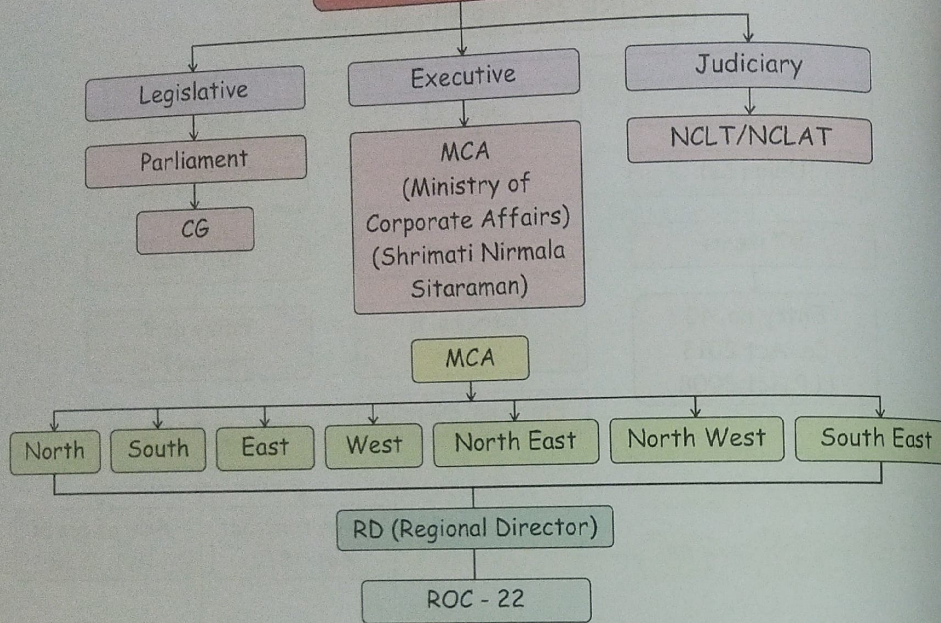 Legislative
Executive
Judiciary
Parliament
MCA
(Ministry of
Corporate Affairs)
(Shrimati Nirmala
Sitaraman)
NCLT/NCLAT
CG
MCA
North
South
East
West
North East
North West
South East
RD (Regional Director)
ROC - 22